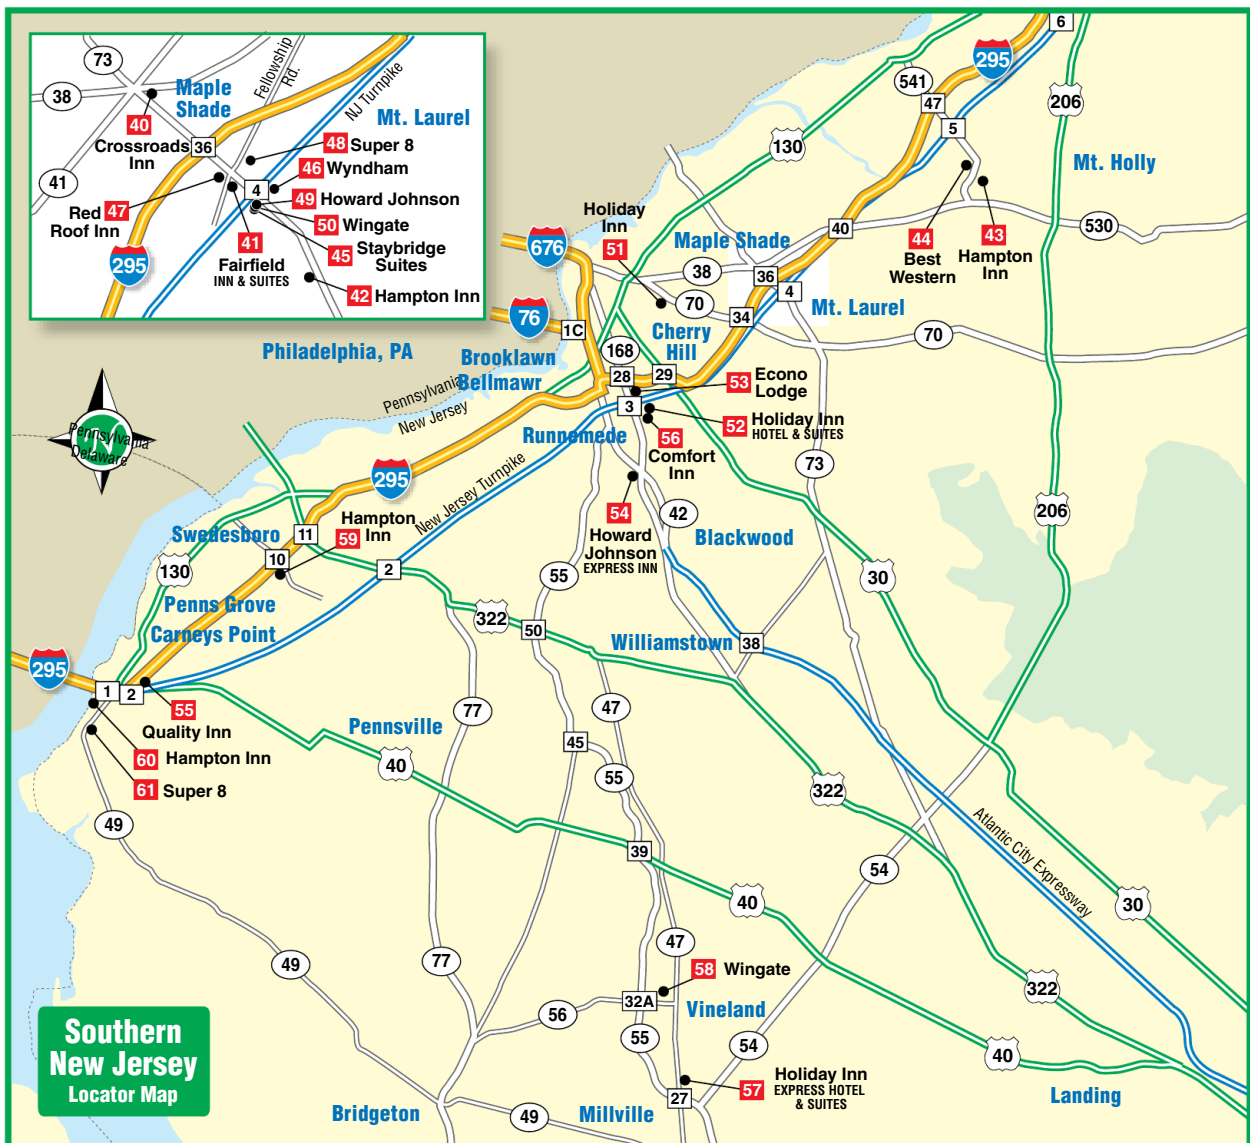 73
38
41
Maple
Shade
Fellowship
Rd.
NJ Turnpike
Mt. Laurel
40
Crossroads
Inn
36
48 Super 8
46 Wyndham
4
49 Howard Johnson
50 Wingate
45 Staybridge
Suites
Red 47
Roof Inn
41
Fairfield
INN & SUITES
295
42 Hampton Inn
6
295
541
47
5
206
130
Mt. Holly
Holiday
Inn
51
676
Maple Shade
40
44
Best
Western
43
Hampton
Inn
530
38
36
4
70
34
Mt. Laurel
76
1C
Philadelphia, PA
Brooklawn
Bellmawr
Cherry
Hill
70
168
28
29
53 Econo
Lodge
3
52 Holiday Inn
HOTEL & SUITES
Pennsylvania
New Jersey
Runnemede
56
Comfort
Inn
N
Pennsylvania
Delaware
295
New Jersey Turnpike
73
54
Howard
Johnson
EXPRESS INN
42
Blackwood
206
Swedesboro
11
Hampton
Inn
59
10
2
130
55
30
Penns Grove
Carneys Point
322
50
Williamstown
38
295
1
2
55
Quality Inn
60 Hampton Inn
61 Super 8
Pennsville
77
47
45
40
55
322
49
39
Atlantic City Expressway
54
40
30
77
47
49
58 Wingate
322
32A
Vineland
56
55
54
40
Holiday Inn
57 EXPRESS HOTEL
& SUITES
Landing
27
Bridgeton
49
Millville
Southern
New Jersey
Locator Map